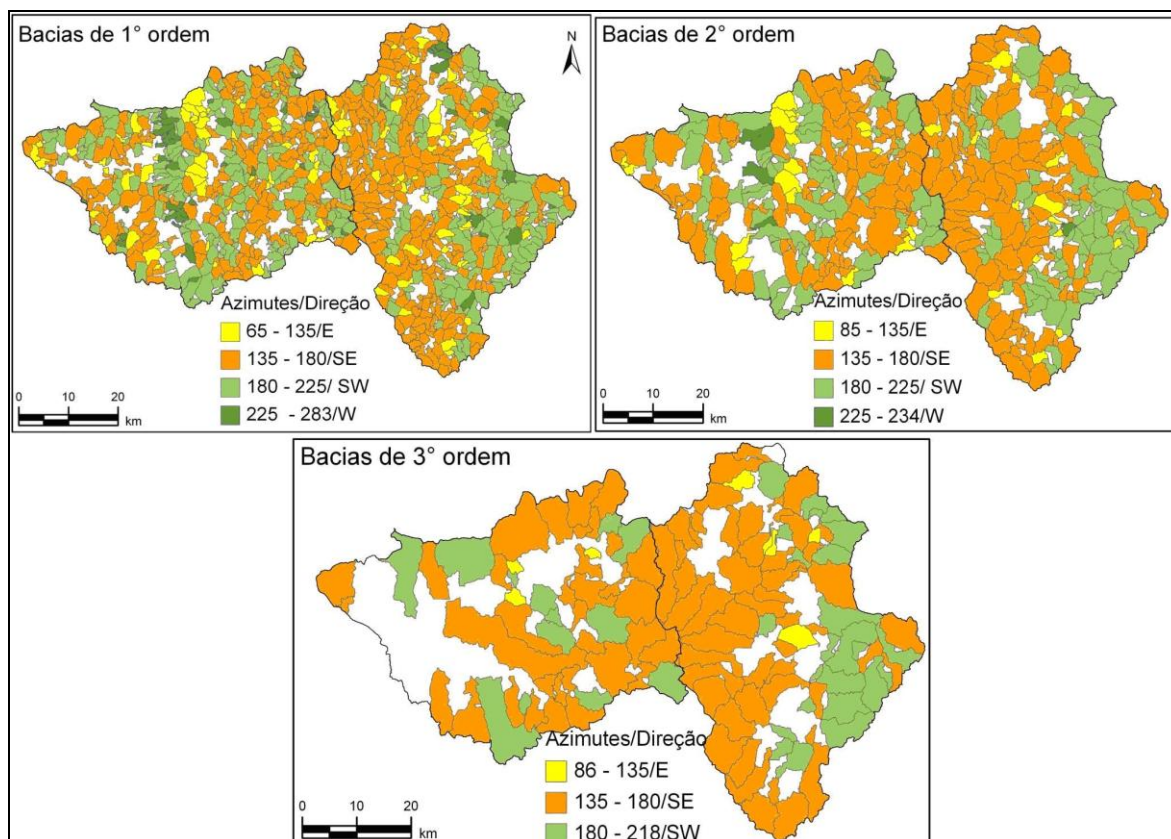 Bacias de 1° ordem
N
Azimutes/Direção
65 - 135/E
135 - 180/SE
180 - 225/ SW
225 - 283/W
0 10 20
km
Bacias de 2° ordem
Azimutes/Direção
85 - 135/E
135 - 180/SE
180 - 225/ SW
225 - 234/W
0 10 20
km
Bacias de 3° ordem
Azimutes/Direção
86 - 135/E
135 - 180/SE
180 - 218/SW
0 10 20
km